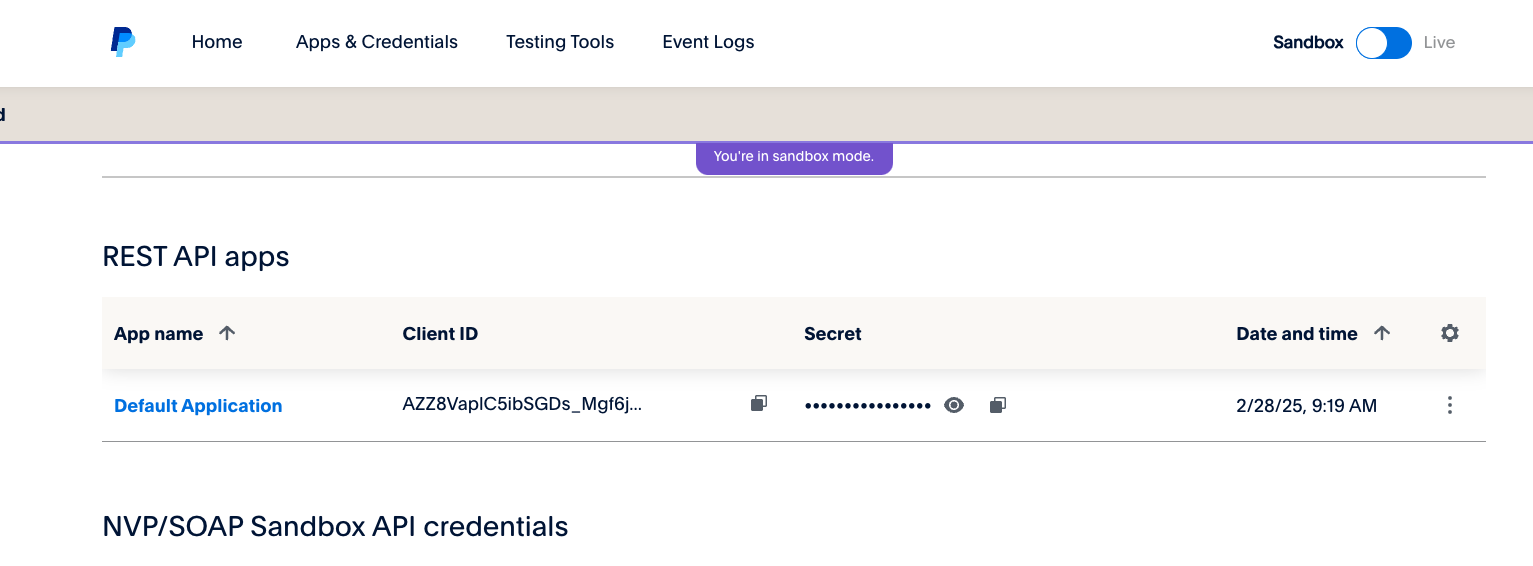 Home Apps & Credentials Testing Tools Event Logs Sandbox Live
d
You're in sandbox mode.
REST API apps
App name Client ID Secret Date and time
Default Application AZZ8VaplC5ibSGDs_Mgf6j... •••••••••••••••• 2/28/25, 9:19 AM
NVP/SOAP Sandbox API credentials